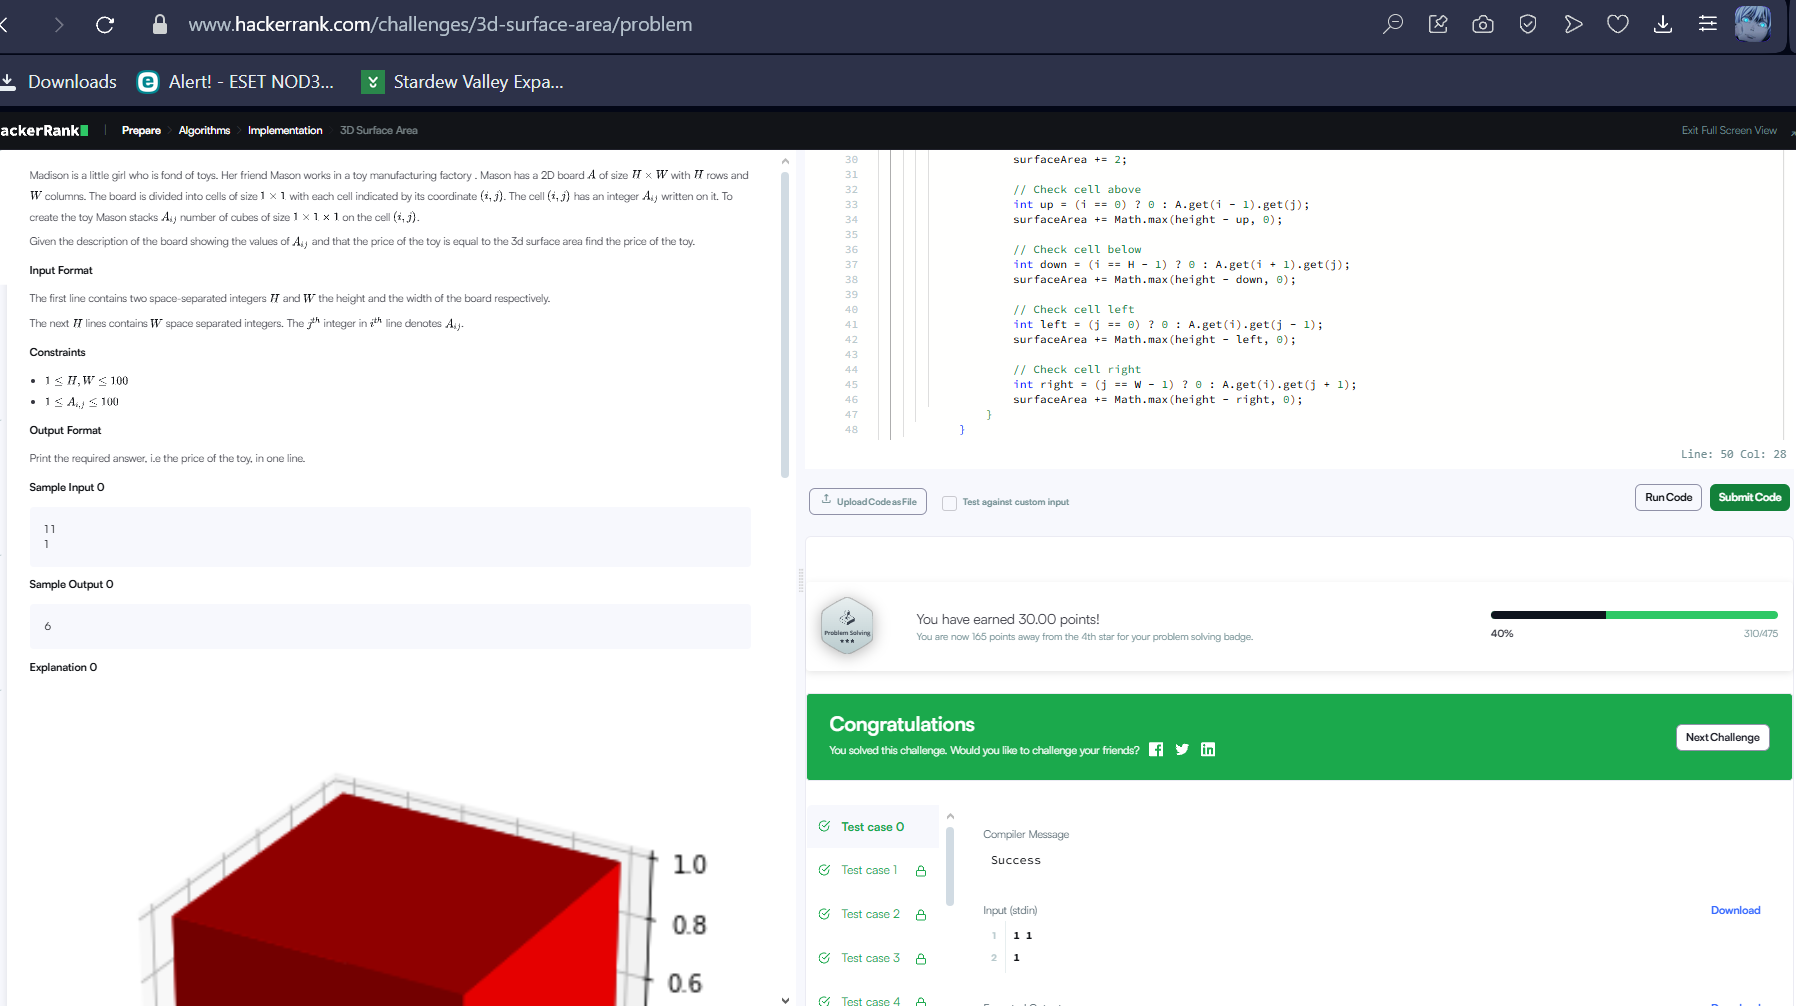 www.hackerrank.com/challenges/3d-surface-area/problem
Downloads
Alert! - ESET NOD3...
Stardew Valley Expa...
ackerRank
Prepare
Algorithms
Implementation
3D Surface Area
Exit Full Screen View
Madison is a little girl who is fond of toys. Her friend Mason works in a toy manufacturing factory . Mason has a 2D board A of size H × W with H rows and
W columns. The board is divided into cells of size 1 × 1 with each cell indicated by its coordinate (i, j). The cell (i, j) has an integer Aij written on it. To
create the toy Mason stacks Aij number of cubes of size 1 × 1 × 1 on the cell (i, j).
Given the description of the board showing the values of Aij and that the price of the toy is equal to the 3d surface area find the price of the toy.
Input Format
The first line contains two space-separated integers H and W the height and the width of the board respectively.
The next H lines contains W space separated integers. The jth integer in ith line denotes Aij.
Constraints
• 1 ≤ H, W ≤ 100
• 1 ≤ Ai,j ≤ 100
Output Format
Print the required answer, i.e the price of the toy, in one line.
Sample Input 0
1 1
1
Sample Output 0
6
Explanation 0
1.0
0.8
0.6
30 surfaceArea += 2;
31
32 // Check cell above
33 int up = (i == 0) ? 0 : A.get(i - 1).get(j);
34 surfaceArea += Math.max(height - up, 0);
35
36 // Check cell below
37 int down = (i == H - 1) ? 0 : A.get(i + 1).get(j);
38 surfaceArea += Math.max(height - down, 0);
39
40 // Check cell left
41 int left = (j == 0) ? 0 : A.get(i).get(j - 1);
42 surfaceArea += Math.max(height - left, 0);
43
44 // Check cell right
45 int right = (j == W - 1) ? 0 : A.get(i).get(j + 1);
46 surfaceArea += Math.max(height - right, 0);
47 }
48 }
Line: 50 Col: 28
Upload Code as File
Test against custom input
Run Code
Submit Code
Problem Solving
You have earned 30.00 points!
You are now 165 points away from the 4th star for your problem solving badge.
40%
310/475
Congratulations
You solved this challenge. Would you like to challenge your friends?
Next Challenge
Test case 0
Test case 1
Test case 2
Test case 3
Test case 4
Compiler Message
Success
Input (stdin)
Download
1 1 1
2 1